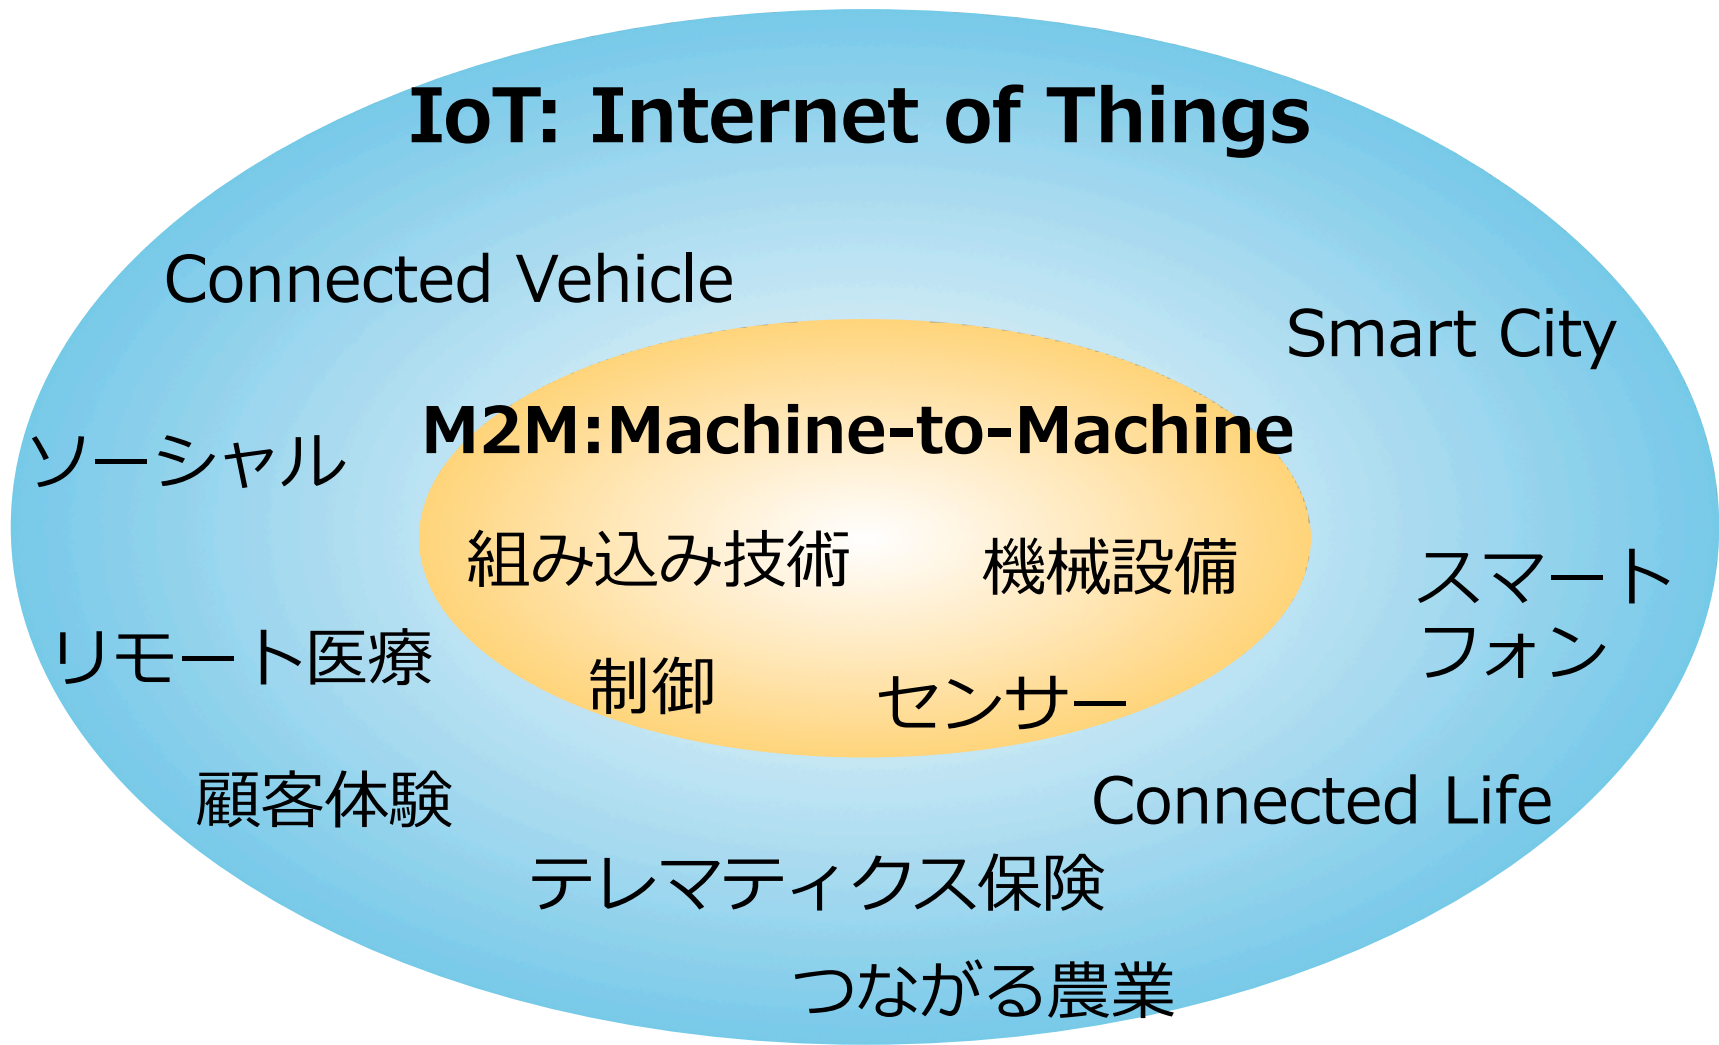 IoT: Internet of Things
Connected Vehicle
Smart City
M2M:Machine-to-Machine
ソーシャル
組み込み技術
機械設備
スマート
フォン
リモート医療
制御
センサー
顧客体験
Connected Life
テレマティクス保険
つながる農業